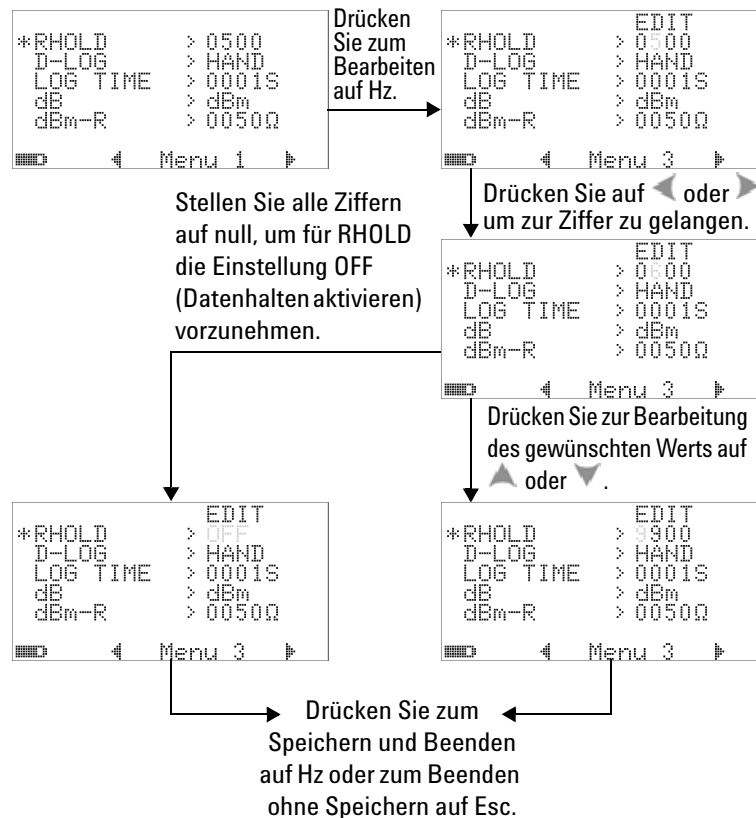 *RHOLD > 0500
D-LOG > HAND
LOG TIME > 0001S
dB > dBm
dBm-R > 0050Ω
Menu 1
Drücken
Sie zum
Bearbeiten
auf Hz.
EDIT
*RHOLD > 0500
D-LOG > HAND
LOG TIME > 0001S
dB > dBm
dBm-R > 0050Ω
Menu 3
Drücken Sie auf ◀ oder ▶
um zur Ziffer zu gelangen.
Stellen Sie alle Ziffern
auf null, um für RHOLD
die Einstellung OFF
(Datenhalten aktivieren)
vorzunehmen.
EDIT
*RHOLD > 0600
D-LOG > HAND
LOG TIME > 0001S
dB > dBm
dBm-R > 0050Ω
Menu 3
Drücken Sie zur Bearbeitung
des gewünschten Werts auf
▲ oder ▼.
EDIT
*RHOLD > OFF
D-LOG > HAND
LOG TIME > 0001S
dB > dBm
dBm-R > 0050Ω
Menu 3
EDIT
*RHOLD > 9900
D-LOG > HAND
LOG TIME > 0001S
dB > dBm
dBm-R > 0050Ω
Menu 3
Drücken Sie zum
Speichern und Beenden
auf Hz oder zum Beenden
ohne Speichern auf Esc.